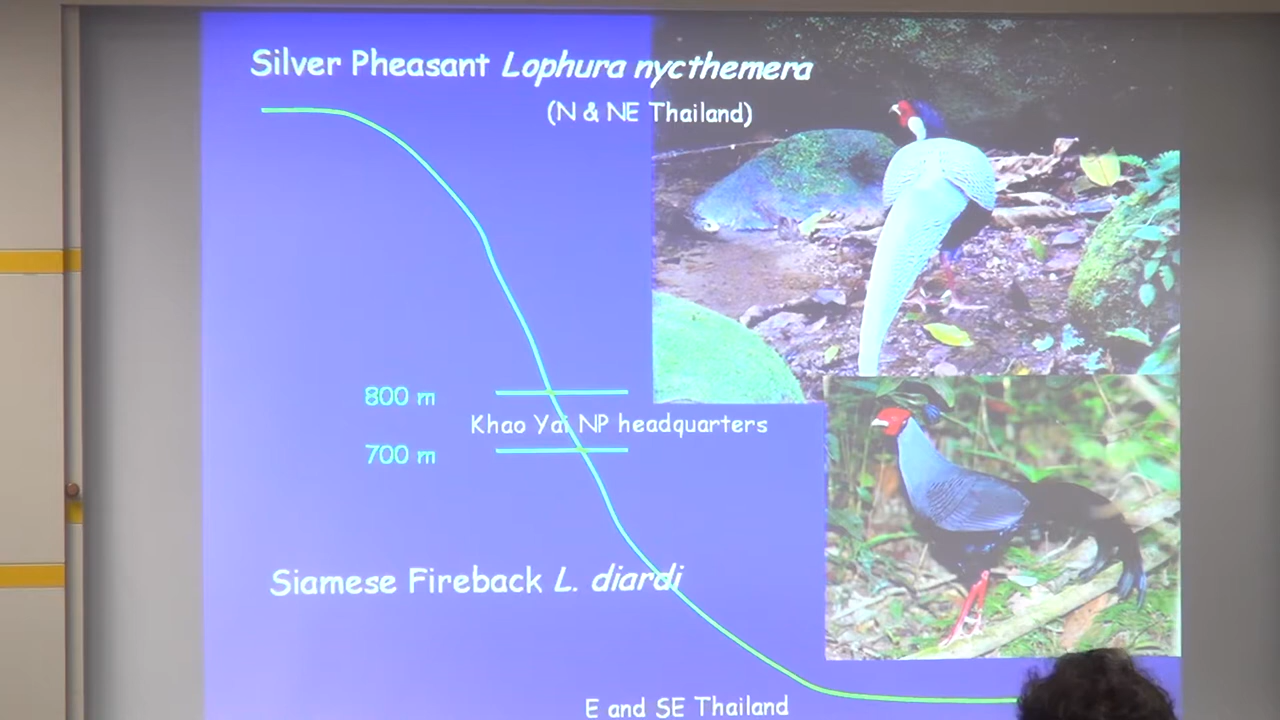 Silver Pheasant Lophura nycthemera
(N & NE Thailand)
800 m
Khao Yai NP headquarters
700 m
Siamese Fireback L. diardi
E and SE Thailand